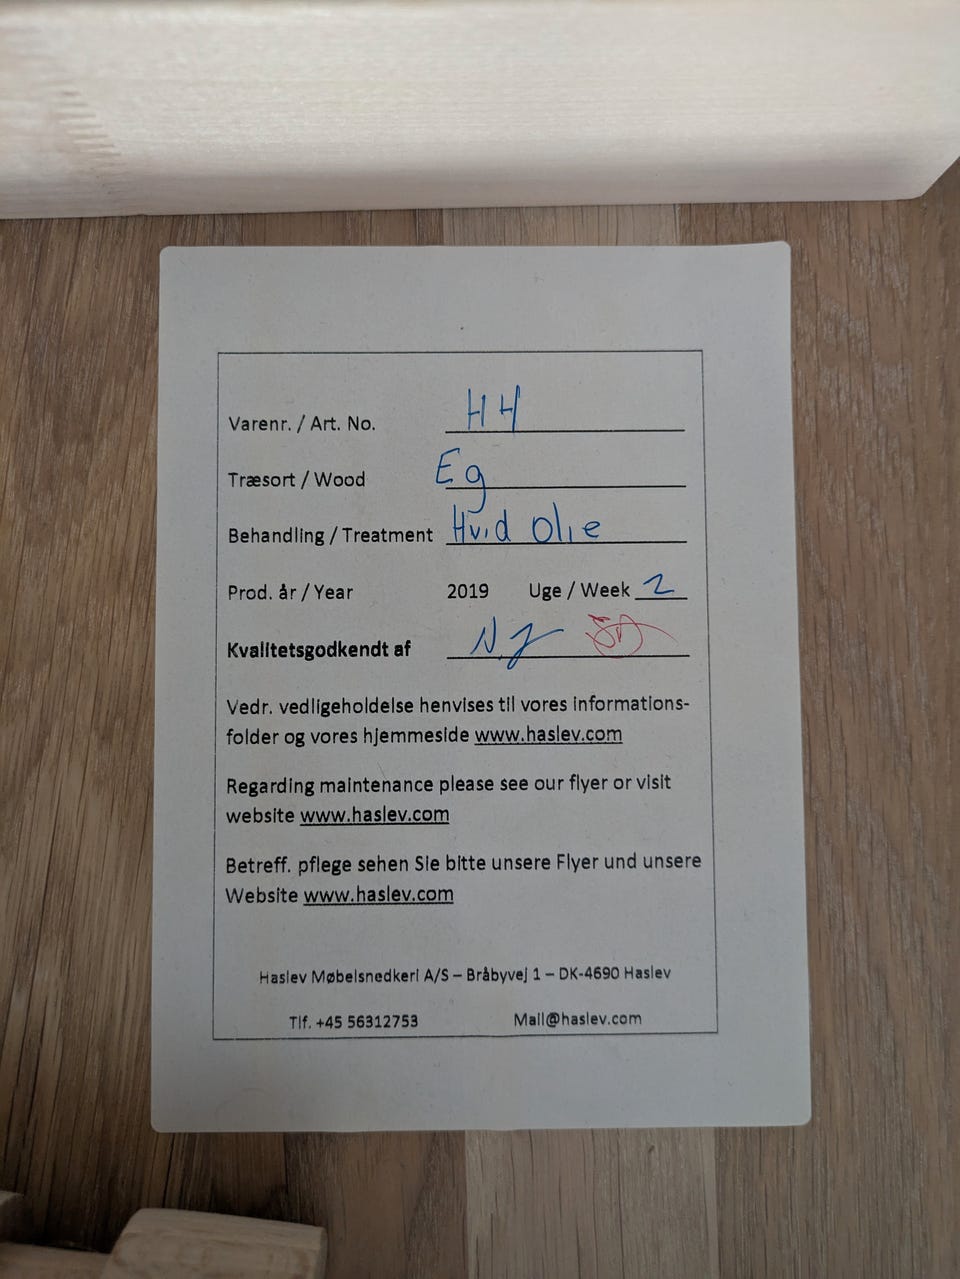 Varenr. / Art. No. H4
Træsort / Wood Eg
Behandling / Treatment Hvid Olie
Prod. år / Year 2019 Uge / Week 2
Kvalitetsgodkendt af
Vedr. vedligeholdelse henvises til vores informations-
folder og vores hjemmeside www.haslev.com
Regarding maintenance please see our flyer or visit
website www.haslev.com
Betreff. pflege sehen Sie bitte unsere Flyer und unsere
Website www.haslev.com
Haslev Møbelsnedkeri A/S – Bråbyvej 1 – DK-4690 Haslev
Tlf. +45 56312753 Mail@haslev.com